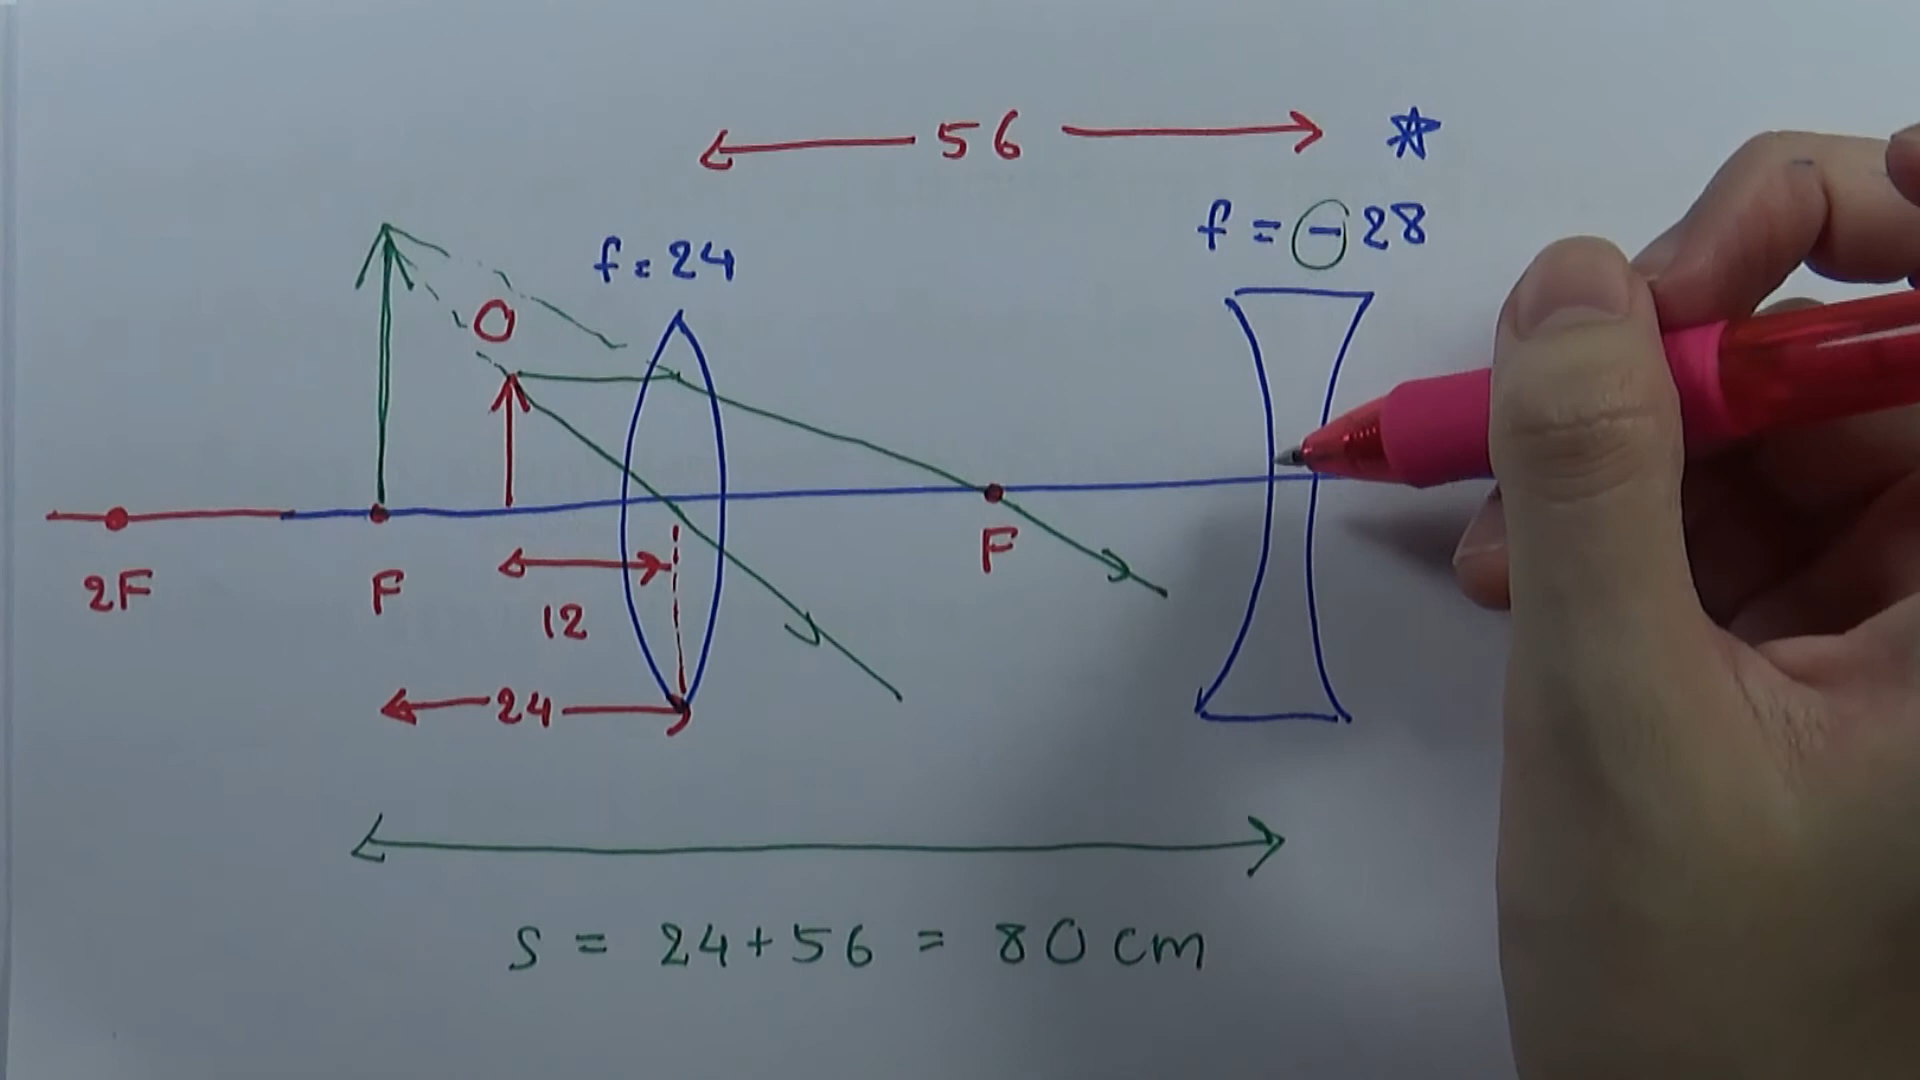 56
f = -28
f = 24
O
2F
F
F
12
24
S = 24 + 56 = 80 cm